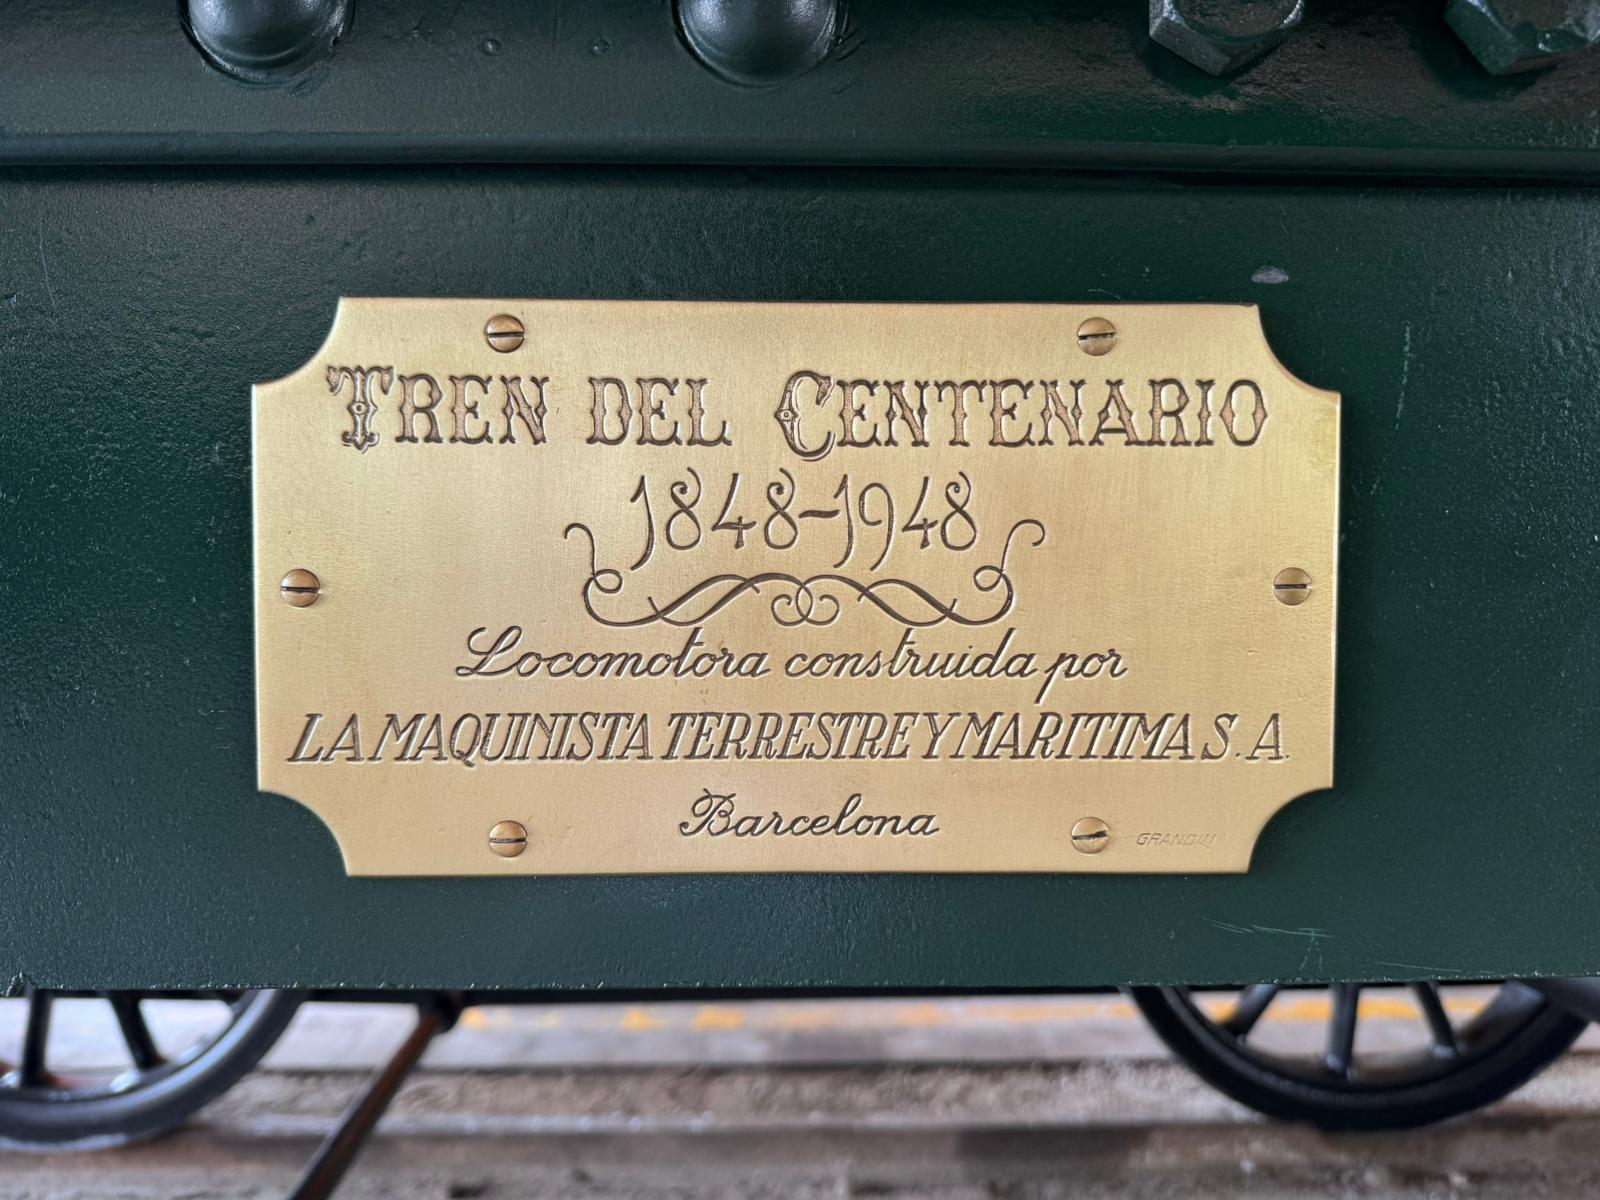 TREN DEL CENTENARIO
1848-1948
Locomotora construida por
LA MAQUINISTA TERRESTRE Y MARITIMA S.A.
Barcelona